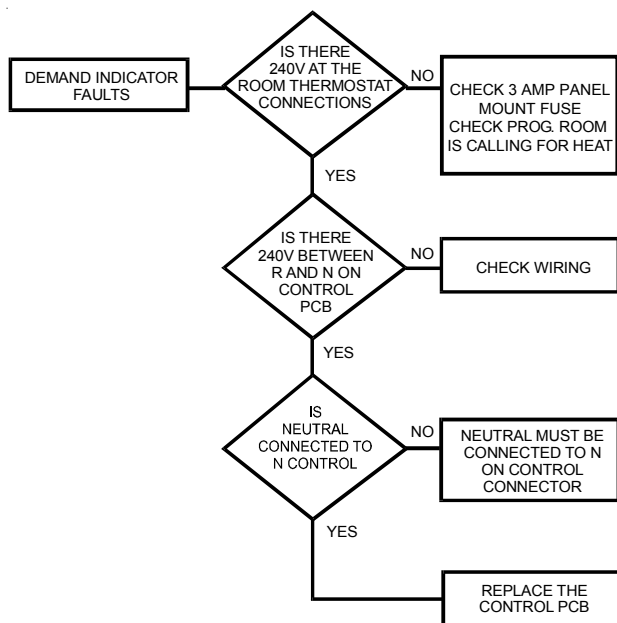 DEMAND INDICATOR
FAULTS
IS THERE
240V AT THE
ROOM THERMOSTAT
CONNECTIONS
NO
CHECK 3 AMP PANEL
MOUNT FUSE
CHECK PROG. ROOM
IS CALLING FOR HEAT
YES
IS THERE
240V BETWEEN
R AND N ON
CONTROL
PCB
NO
CHECK WIRING
YES
IS
NEUTRAL
CONNECTED TO
N CONTROL
NO
NEUTRAL MUST BE
CONNECTED TO N
ON CONTROL
CONNECTOR
YES
REPLACE THE
CONTROL PCB